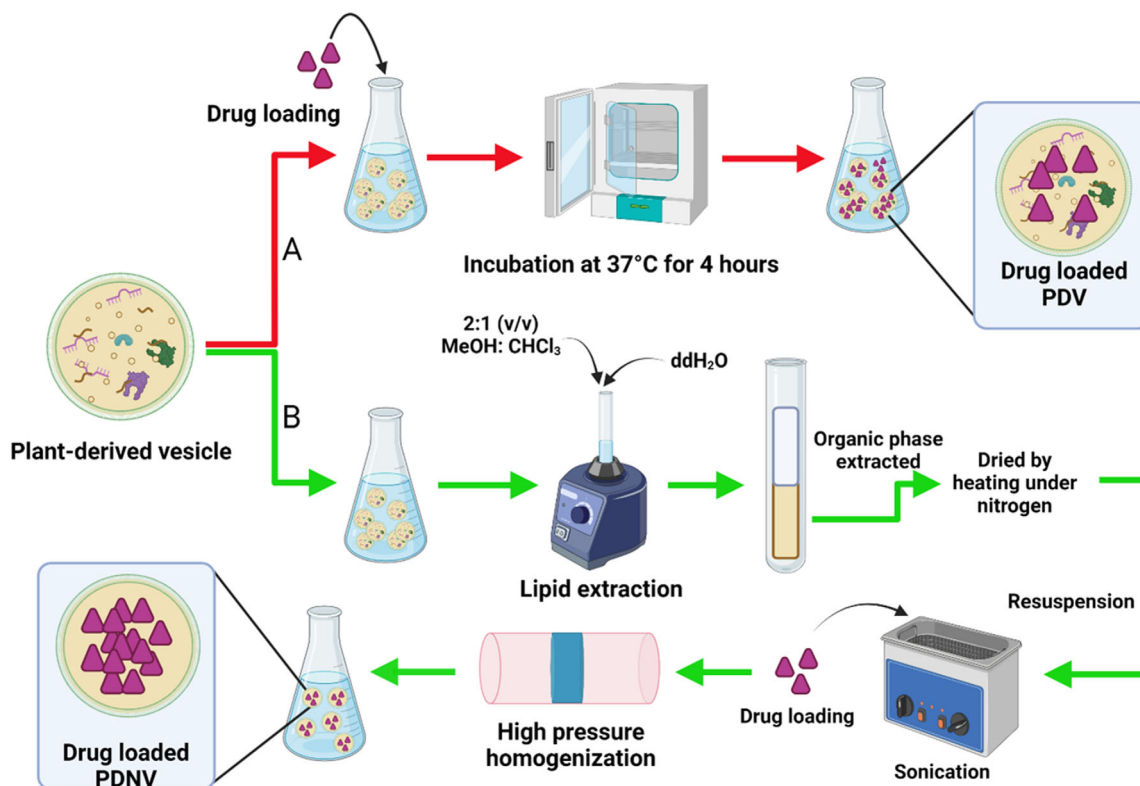 Drug loading
A
Incubation at 37°C for 4 hours
Drug loaded
PDV
Plant-derived vesicle
B
2:1 (v/v)
MeOH: CHCl₃
ddH₂O
Lipid extraction
Organic phase
extracted
Dried by
heating under
nitrogen
Resuspension
Sonication
Drug loading
High pressure
homogenization
Drug loaded
PDNV